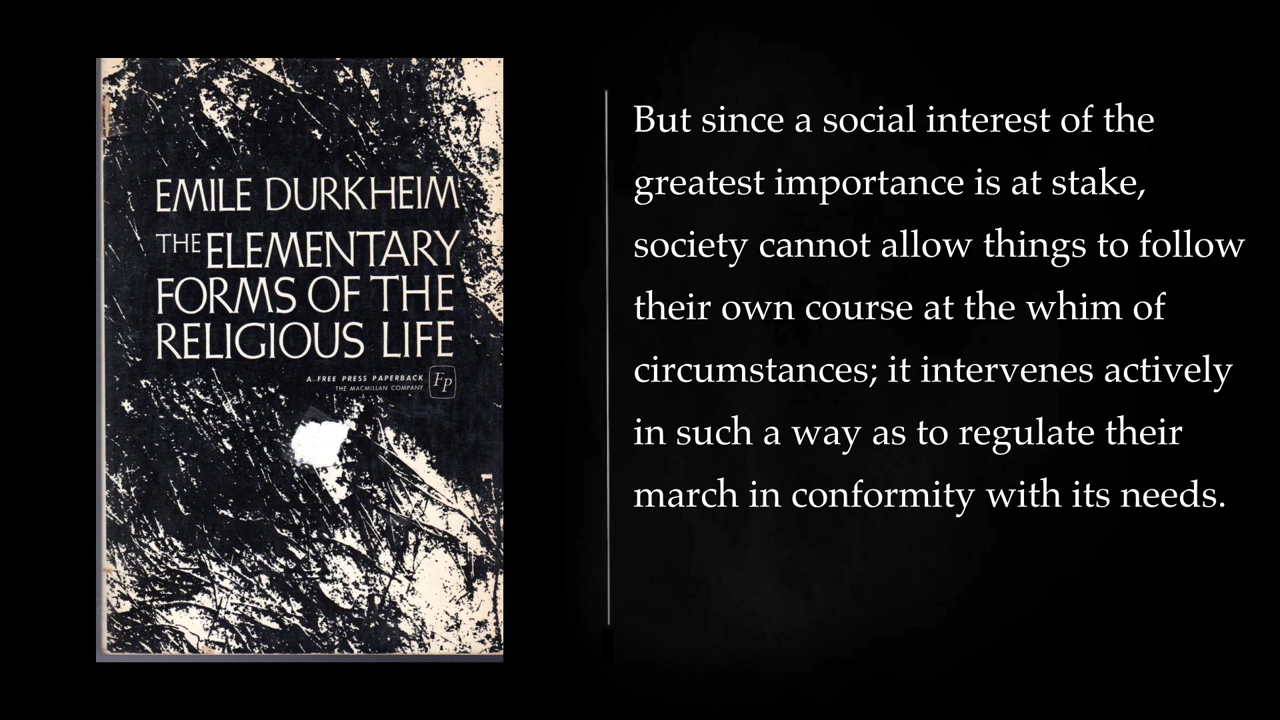 EMILE DURKHEIM
THE ELEMENTARY
FORMS OF THE
RELIGIOUS LIFE
A FREE PRESS PAPERBACK
THE MACMILLAN COMPANY
Fp
But since a social interest of the
greatest importance is at stake,
society cannot allow things to follow
their own course at the whim of
circumstances; it intervenes actively
in such a way as to regulate their
march in conformity with its needs.